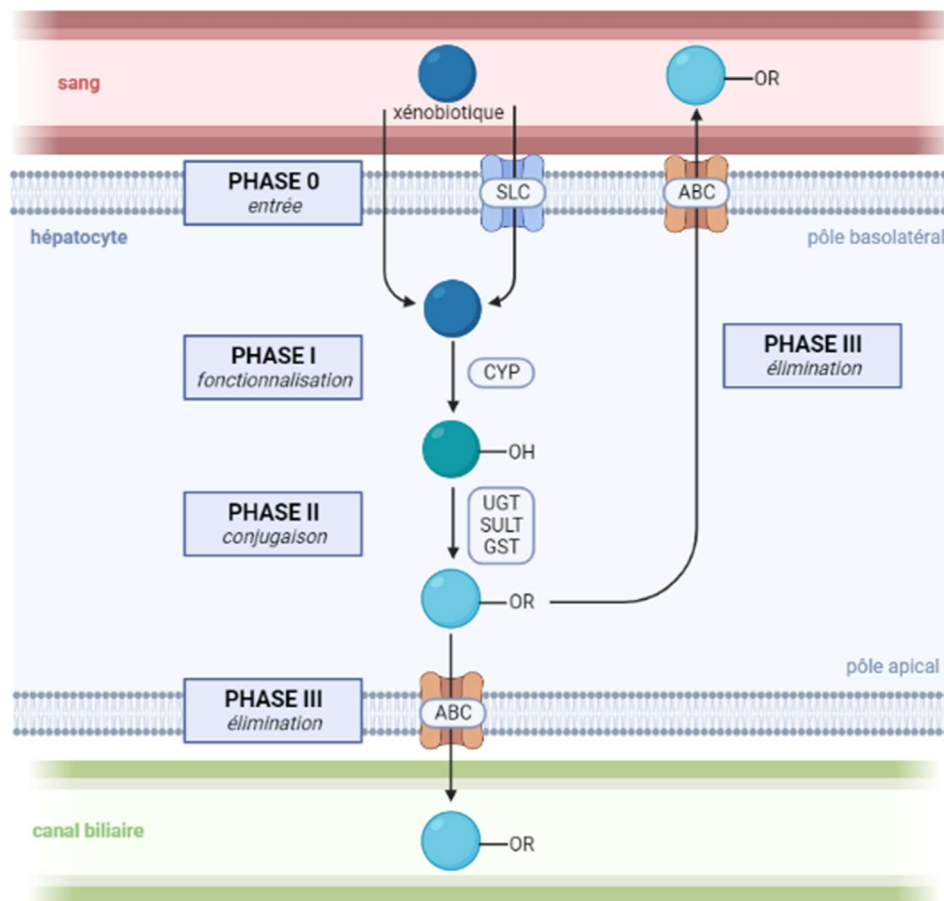 sang
xénobiotique
OR
PHASE 0
entrée
SLC
ABC
hépatocyte
pôle basolatéral
PHASE I
fonctionnalisation
CYP
PHASE III
élimination
OH
PHASE II
conjugaison
UGT
SULT
GST
OR
pôle apical
PHASE III
élimination
ABC
canal biliaire
OR